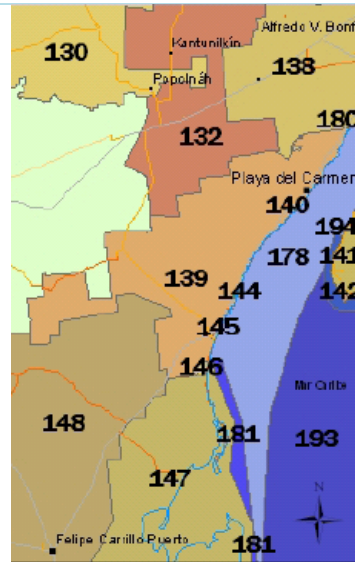 Kantunilkín
Alfredo V. Bonf
130
138
Popolnáh
180
132
Playa del Carmen
140
194
178
141
139
144
142
145
146
Mar Caribe
148
181
193
147
N
Felipe Carrillo Puerto
181